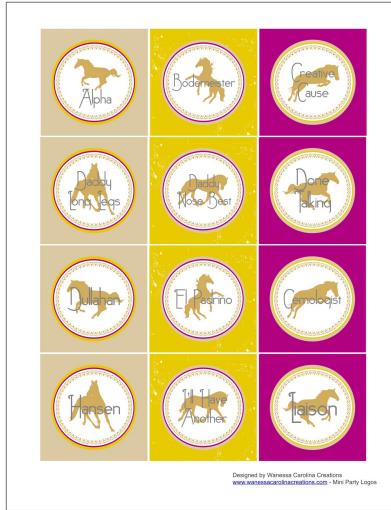 Alpha
Bodemeister
Creative
Cause
Daddy
Long Legs
Daddy
Nose Best
Done
Talking
Dullahan
El Pasrino
Gemologist
Hansen
I'll Have
Another
Liaison
Designed by Wanessa Carolina Creations
www.wanessacarolinacreations.com - Mini Party Logos